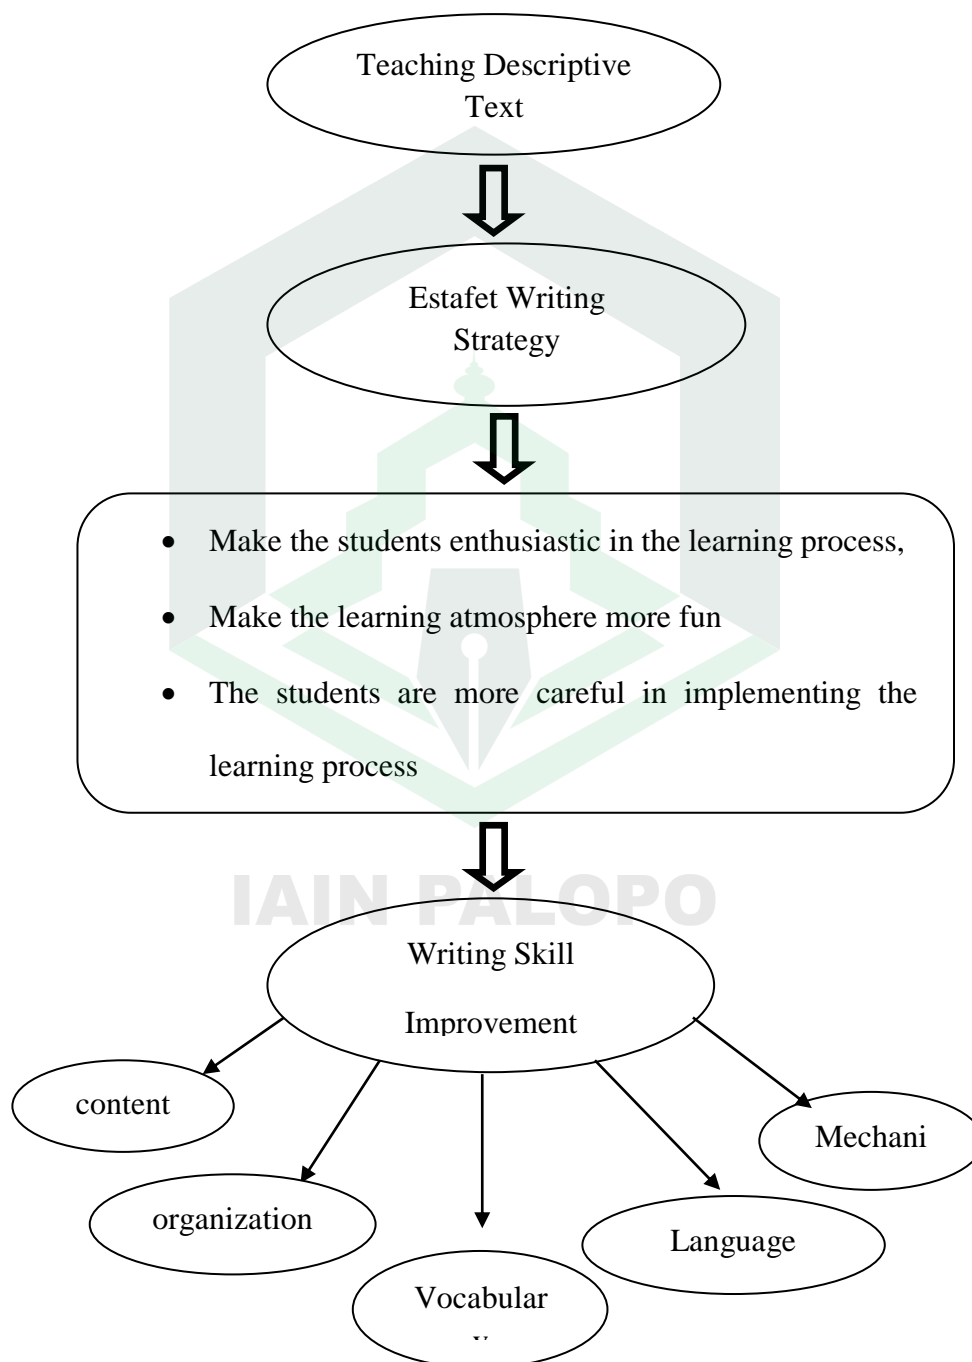 Teaching Descriptive
Text
Estafet Writing
Strategy
• Make the students enthusiastic in the learning process,
• Make the learning atmosphere more fun
• The students are more careful in implementing the
learning process
IAIN PALOPO
Writing Skill
Improvement
content
Mechani
organization
Language
Vocabular
y